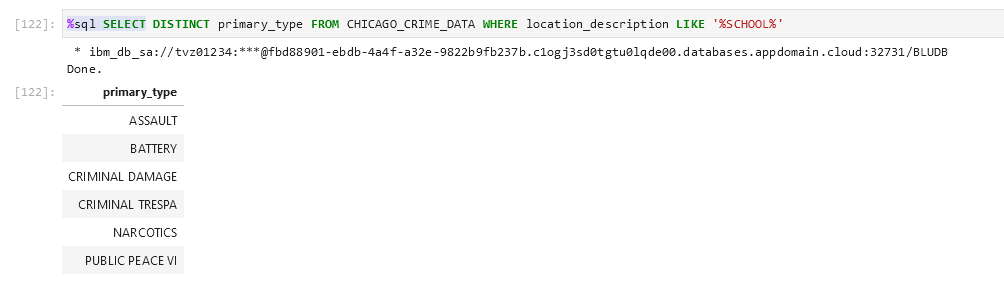 [122]: %sql SELECT DISTINCT primary_type FROM CHICAGO_CRIME_DATA WHERE location_description LIKE '%SCHOOL%'
* ibm_db_sa://tvz01234:***@fbd88901-ebdb-4a4f-a32e-9822b9fb237b.c1ogj3sd0tgtu0lqde00.databases.appdomain.cloud:32731/BLUDB
Done.
[122]: primary_type
ASSAULT
BATTERY
CRIMINAL DAMAGE
CRIMINAL TRESPA
NARCOTICS
PUBLIC PEACE VI